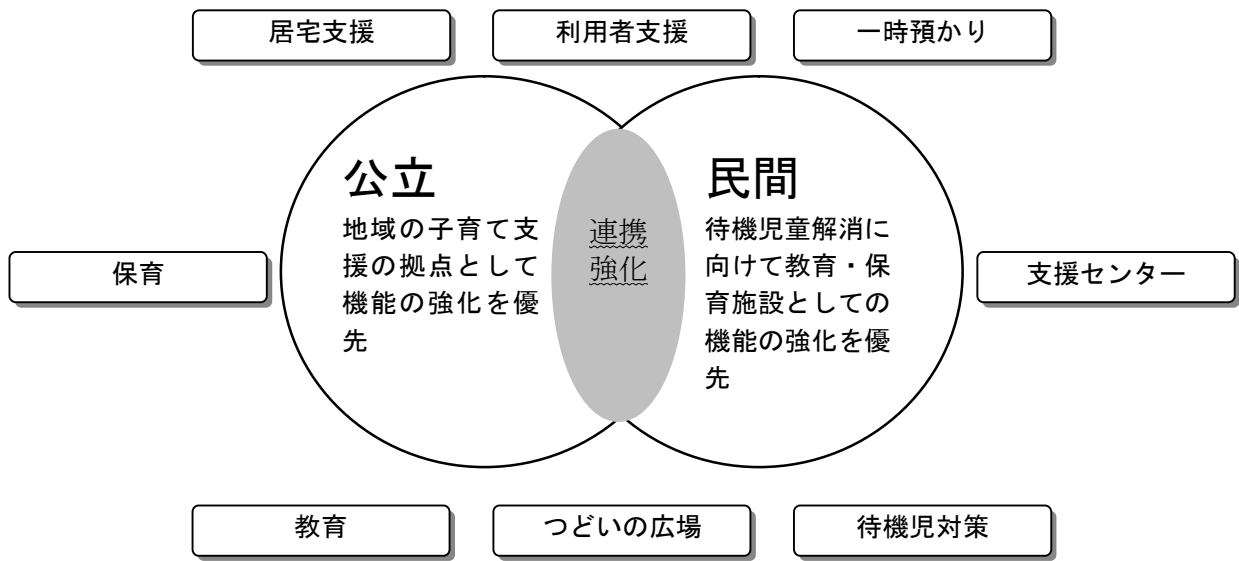 居宅支援
利用者支援
一時預かり
公立
地域の子育て支
援の拠点として
機能の強化を優
先
連携
強化
民間
待機児童解消に
向けて教育・保
育施設としての
機能の強化を優
先
保育
支援センター
教育
つどいの広場
待機児対策